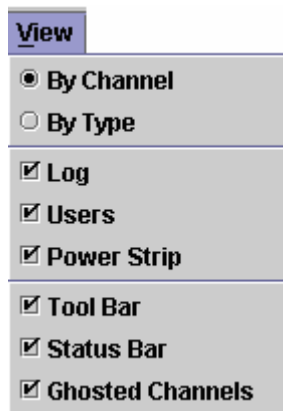 View
By Channel
By Type
Log
Users
Power Strip
Tool Bar
Status Bar
Ghosted Channels